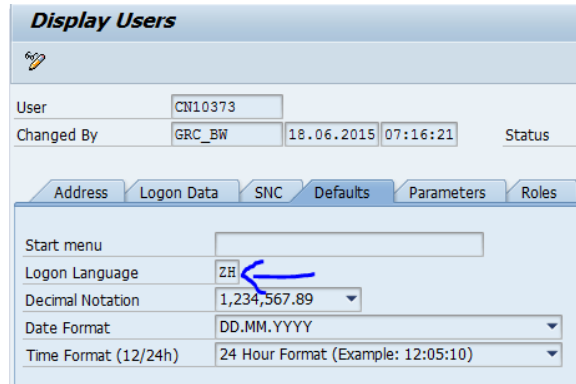 Display Users
User CN10373
Changed By GRC_BW 18.06.2015 07:16:21 Status
Address Logon Data SNC Defaults Parameters Roles
Start menu
Logon Language ZH
Decimal Notation 1,234,567.89
Date Format DD.MM.YYYY
Time Format (12/24h) 24 Hour Format (Example: 12:05:10)